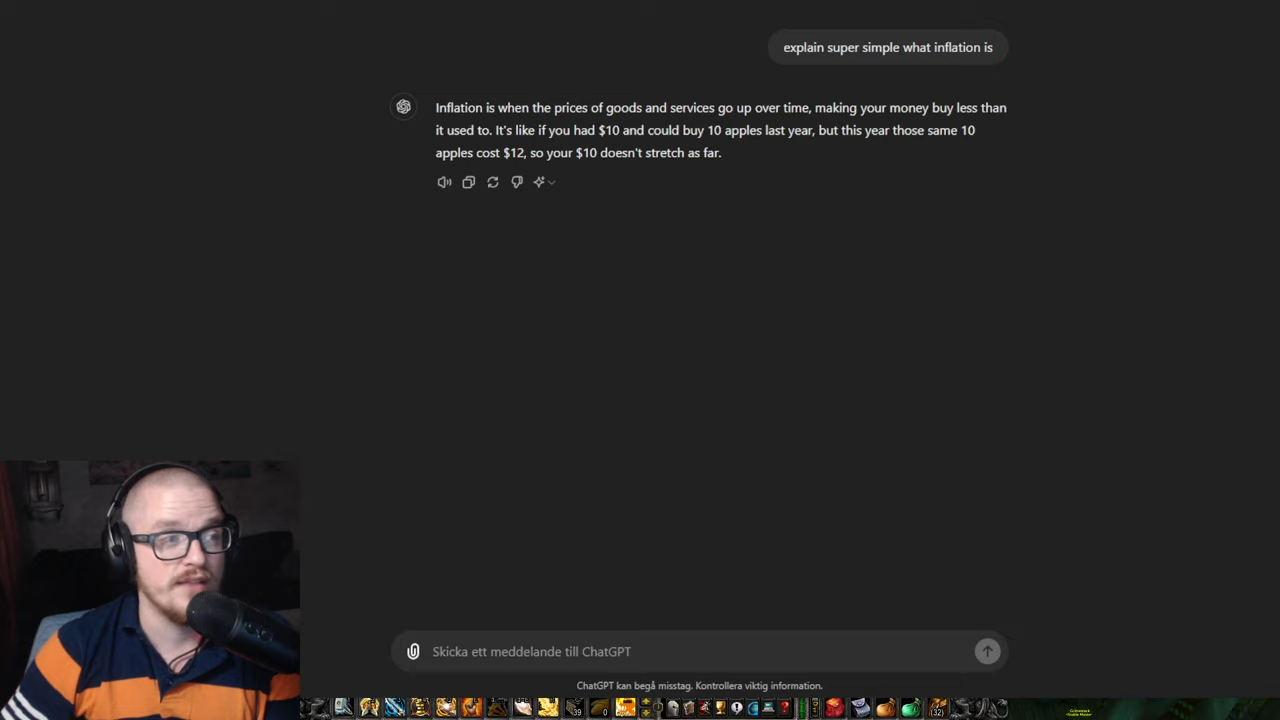 explain super simple what inflation is
Inflation is when the prices of goods and services go up over time, making your money buy less than
it used to. It's like if you had $10 and could buy 10 apples last year, but this year those same 10
apples cost $12, so your $10 doesn't stretch as far.
Skicka ett meddelande till ChatGPT
ChatGPT kan begå misstag. Kontrollera viktig information.
39
0
(32)